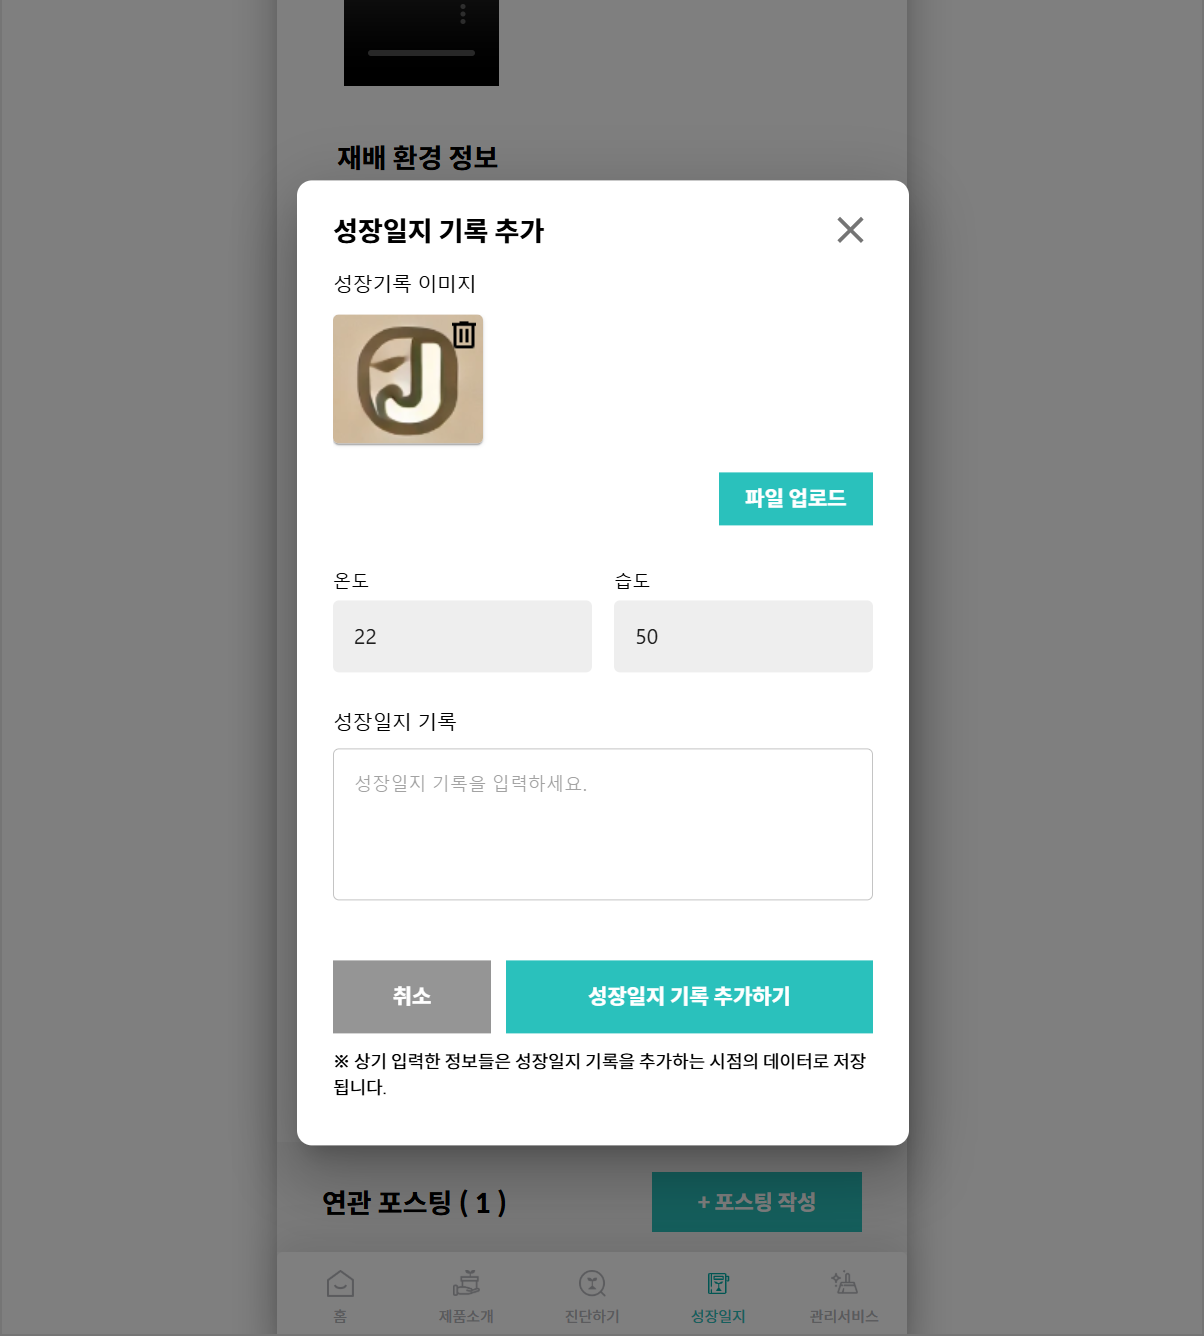 재배 환경 정보
성장일지 기록 추가
성장기록 이미지
J
파일 업로드
온도 습도
22 50
성장일지 기록
성장일지 기록을 입력하세요.
취소 성장일지 기록 추가하기
※ 상기 입력한 정보들은 성장일지 기록을 추가하는 시점의 데이터로 저장
됩니다.
연관 포스팅 ( 1 ) + 포스팅 작성
홈 제품소개 진단하기 성장일지 관리서비스